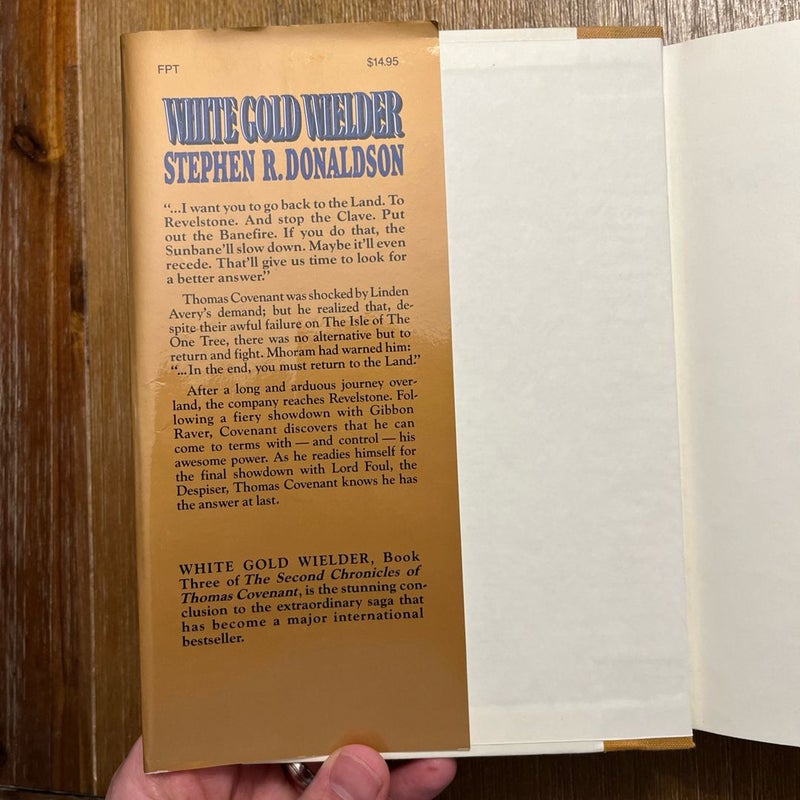 FPT $14.95
WHITE GOLD WIELDER
STEPHEN R. DONALDSON
“...I want you to go back to the Land. To
Revelstone. And stop the Clave. Put
out the Banefire. If you do that, the
Sunbane’ll slow down. Maybe it’ll even
recede. That’ll give us time to look for
a better answer.”
Thomas Covenant was shocked by Linden
Avery’s demand; but he realized that, de-
spite their awful failure on The Isle of The
One Tree, there was no alternative but to
return and fight. Mhoram had warned him:
“...In the end, you must return to the Land.”
After a long and arduous journey over-
land, the company reaches Revelstone. Fol-
lowing a fiery showdown with Gibbon
Raver, Covenant discovers that he can
come to terms with — and control — his
awesome power. As he readies himself for
the final showdown with Lord Foul, the
Despiser, Thomas Covenant knows he has
the answer at last.
WHITE GOLD WIELDER, Book
Three of The Second Chronicles of
Thomas Covenant, is the stunning con-
clusion to the extraordinary saga that
has become a major international
bestseller.